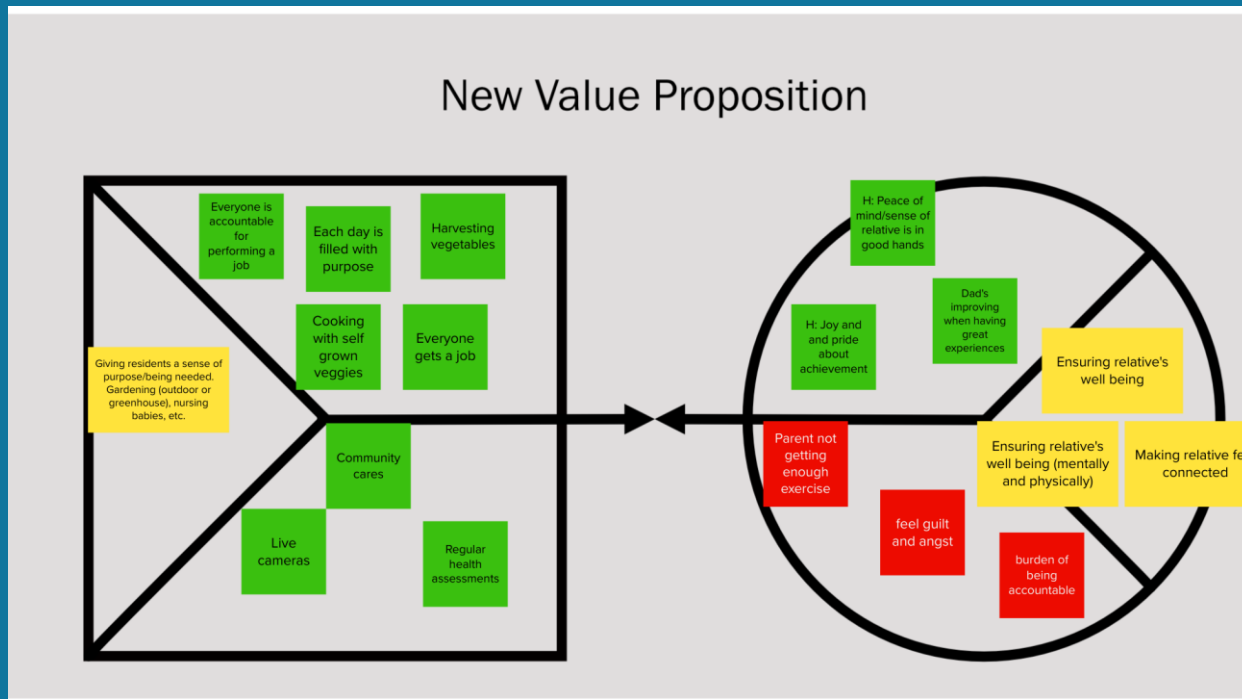 New Value Proposition
Everyone is
accountable
for
performing a
job
Each day is
filled with
purpose
Harvesting
vegetables
Cooking
with self
grown
veggies
Everyone
gets a job
Giving residents a sense of
purpose/being needed.
Gardening (outdoor or
greenhouse), nursing
babies, etc.
Community
cares
Live
cameras
Regular
health
assessments
H: Peace of
mind/sense of
relative is in
good hands
H: Joy and
and pride
about
achievement
Dad's
improving
when having
great
experiences
Ensuring relative's
well being
Parent not
getting
enough
exercise
feel guilt
and angst
burden of
being
accountable
Ensuring relative's
well being (mentally
and physically)
Making relative fe
connected